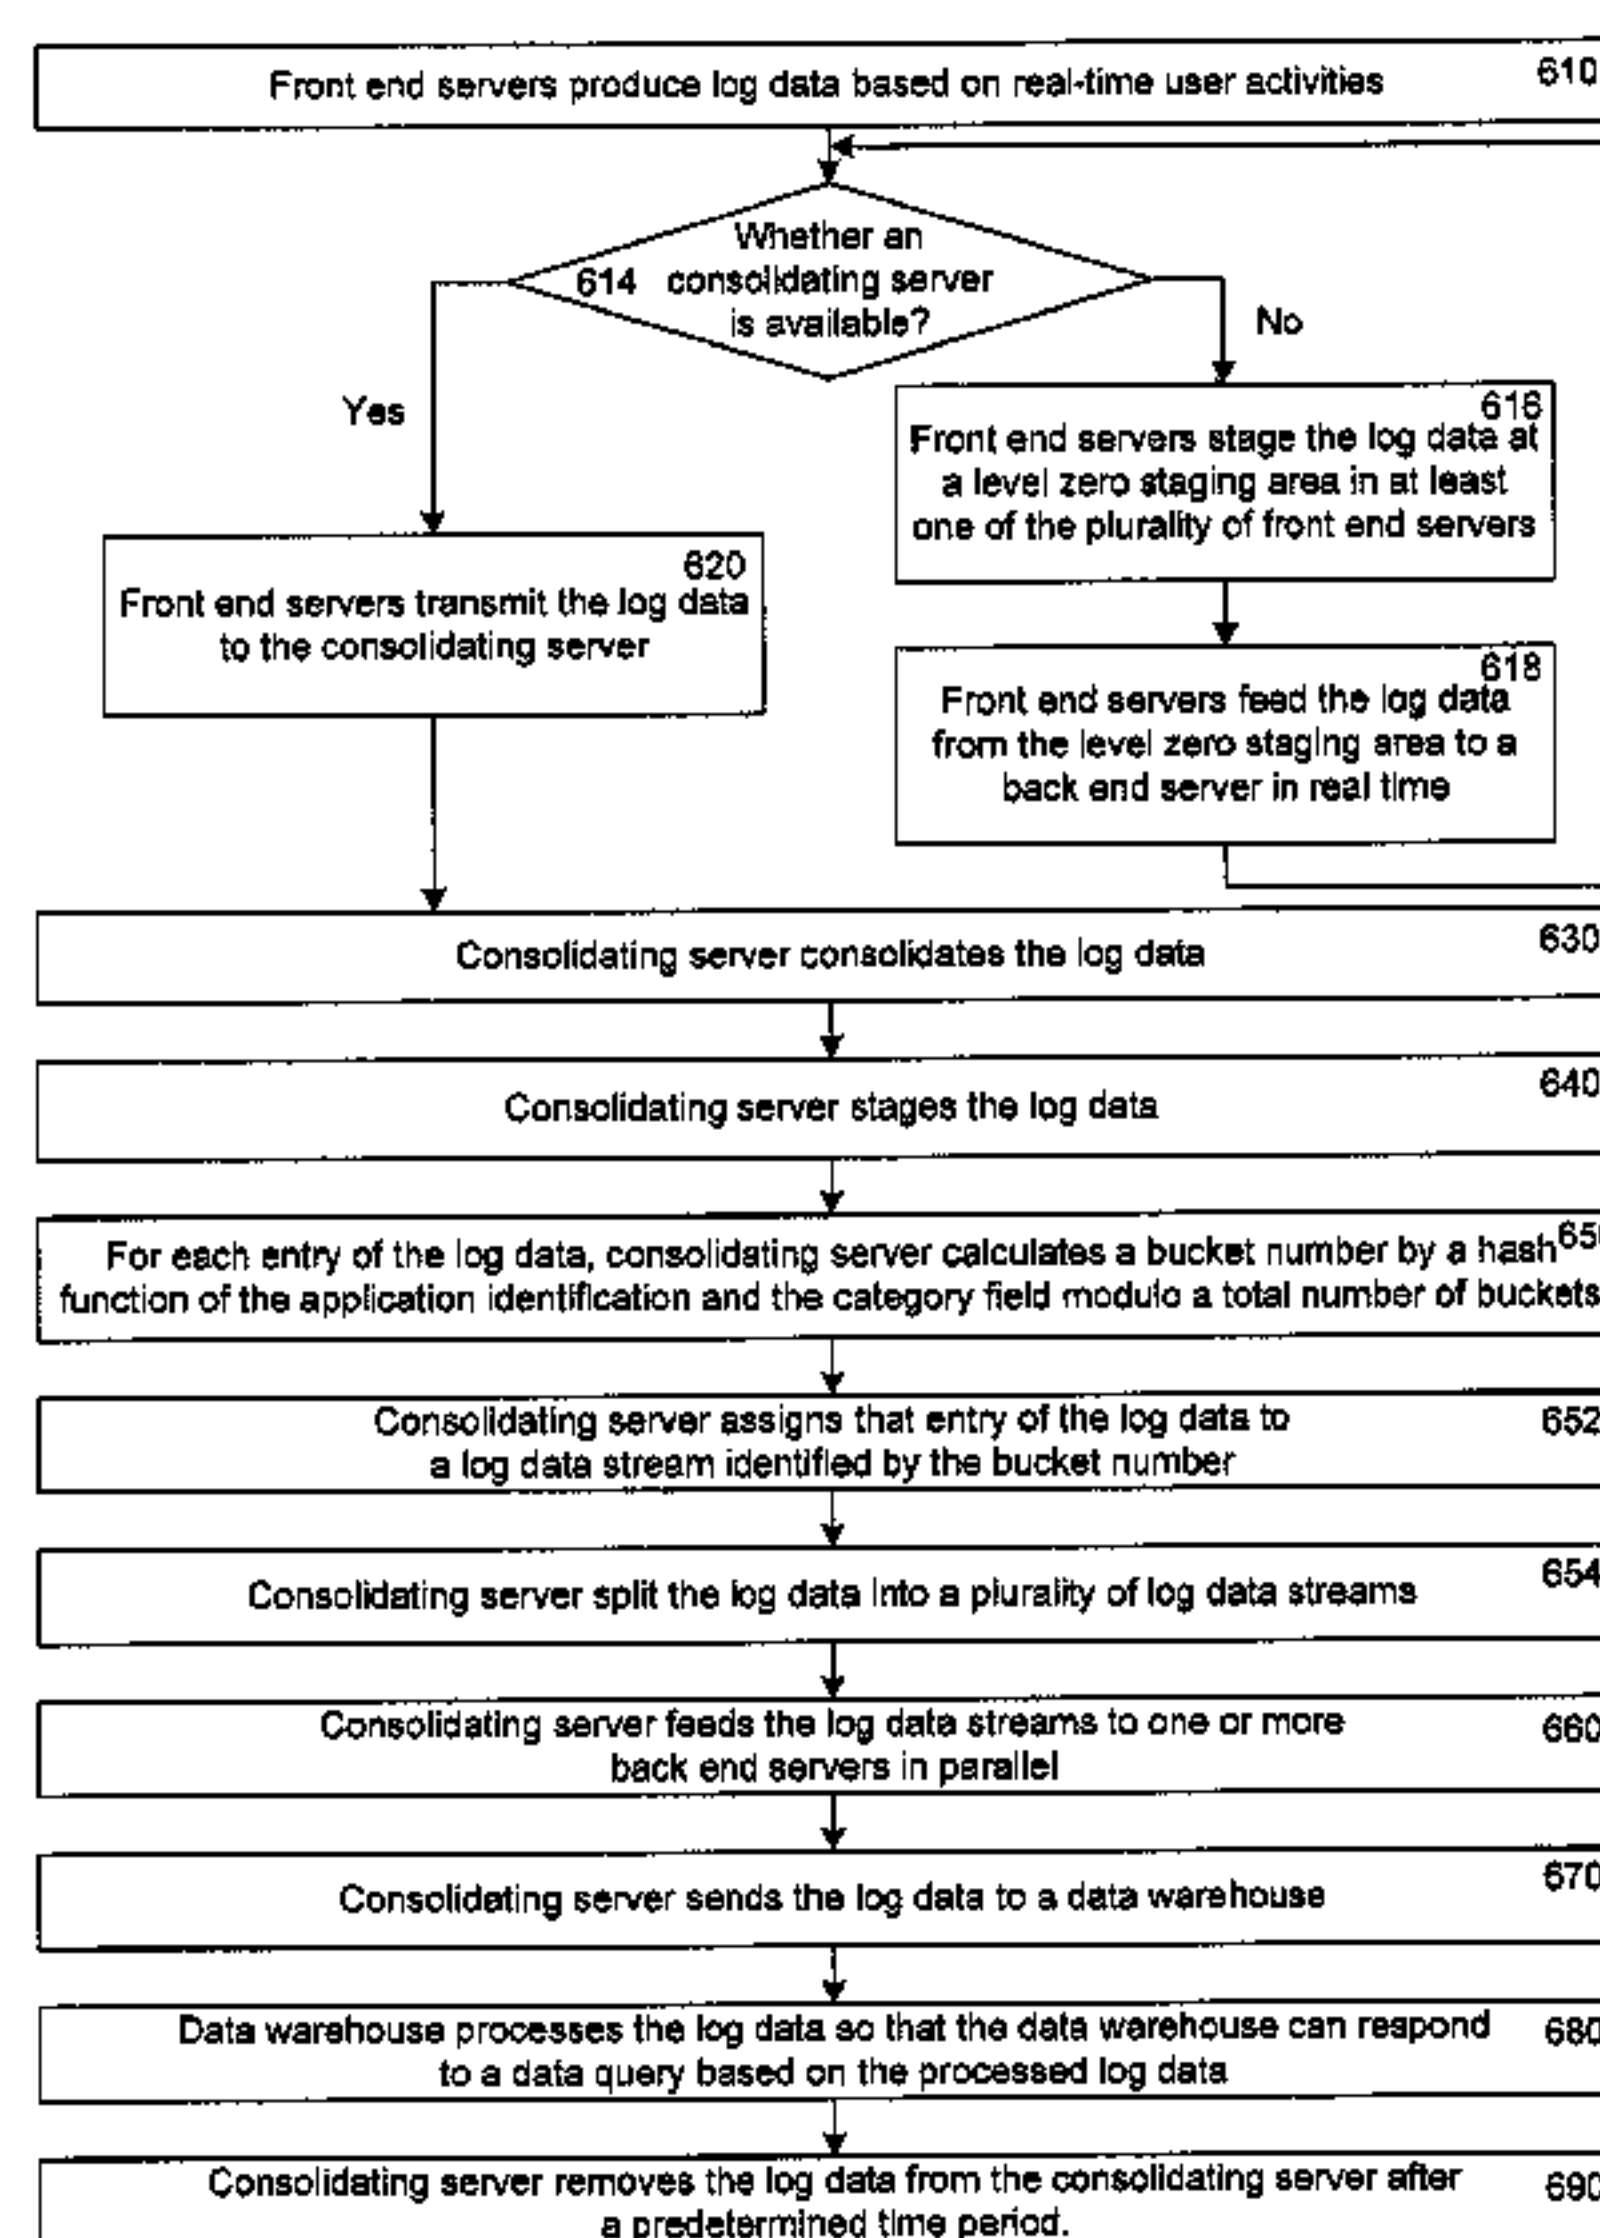 Front end servers produce log data based on real-time user activities 610
Whether an
614 consolidating server
is available?
No
Yes
616
Front end servers stage the log data at
a level zero staging area in at least
one of the plurality of front end servers
620
Front end servers transmit the log data
to the consolidating server
618
Front end servers feed the log data
from the level zero staging area to a
back end server in real time
Consolidating server consolidates the log data 630
Consolidating server stages the log data 640
For each entry of the log data, consolidating server calculates a bucket number by a hash
function of the application identification and the category field modulo a total number of buckets
Consolidating server assigns that entry of the log data to 652
a log data stream identified by the bucket number
Consolidating server split the log data into a plurality of log data streams 654
Consolidating server feeds the log data streams to one or more 660
back end servers in parallel
Consolidating server sends the log data to a data warehouse 670
Data warehouse processes the log data so that the data warehouse can respond 680
to a data query based on the processed log data
Consolidating server removes the log data from the consolidating server after 690
a predetermined time period.